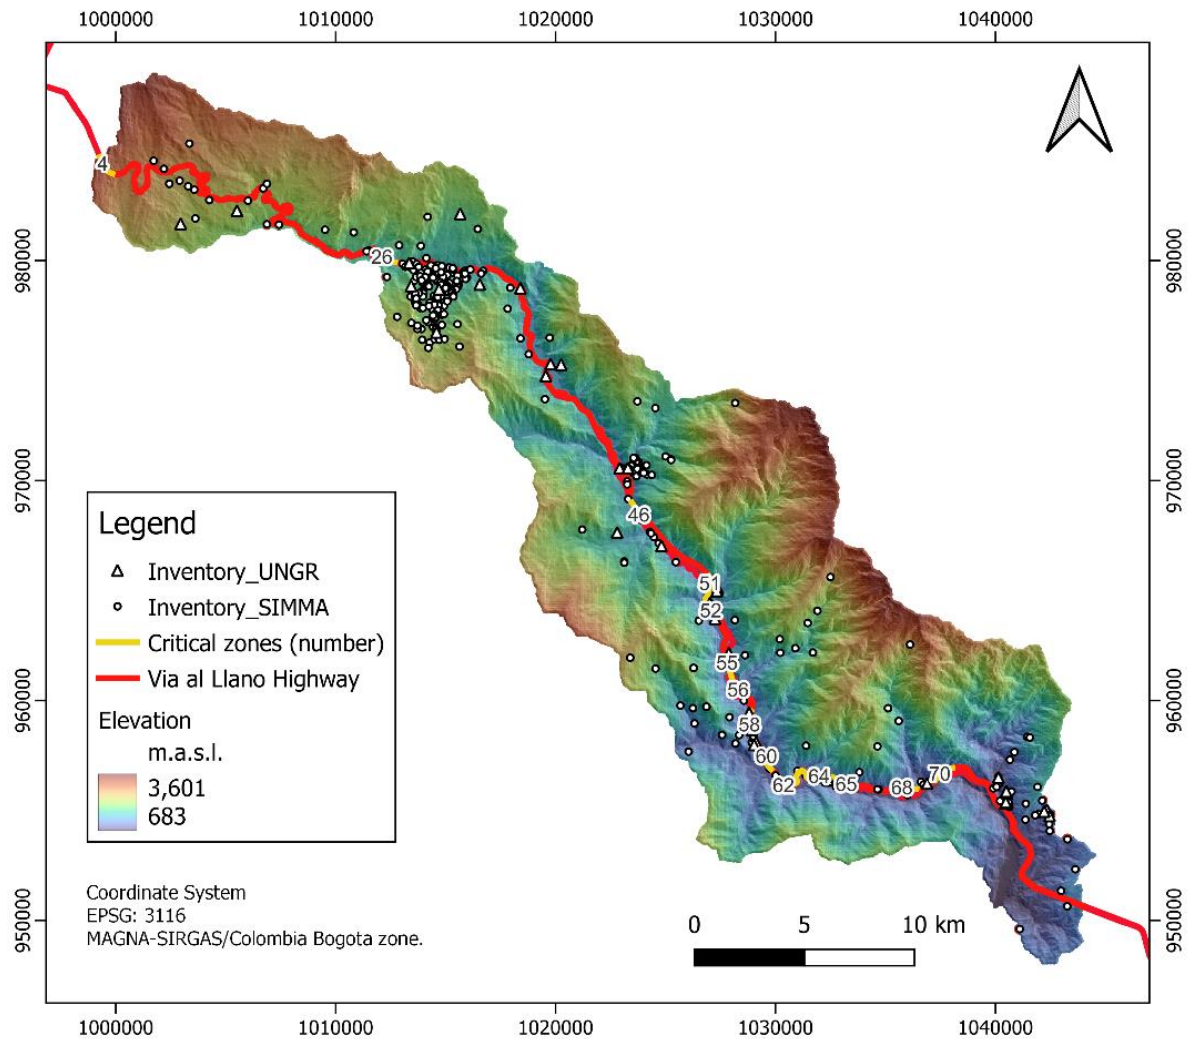 1000000 1010000 1020000 1030000 1040000
4
26
980000 980000
970000 970000
46
Legend
Inventory_UNGR
Inventory_SIMMA
Critical zones (number)
Via al Llano Highway
Elevation
m.a.s.l.
3,601
683
51
52
55
56
58
60
62
64
65
68
70
960000 960000
Coordinate System
EPSG: 3116
MAGNA-SIRGAS/Colombia Bogota zone.
0 5 10 km
950000 950000
1000000 1010000 1020000 1030000 1040000